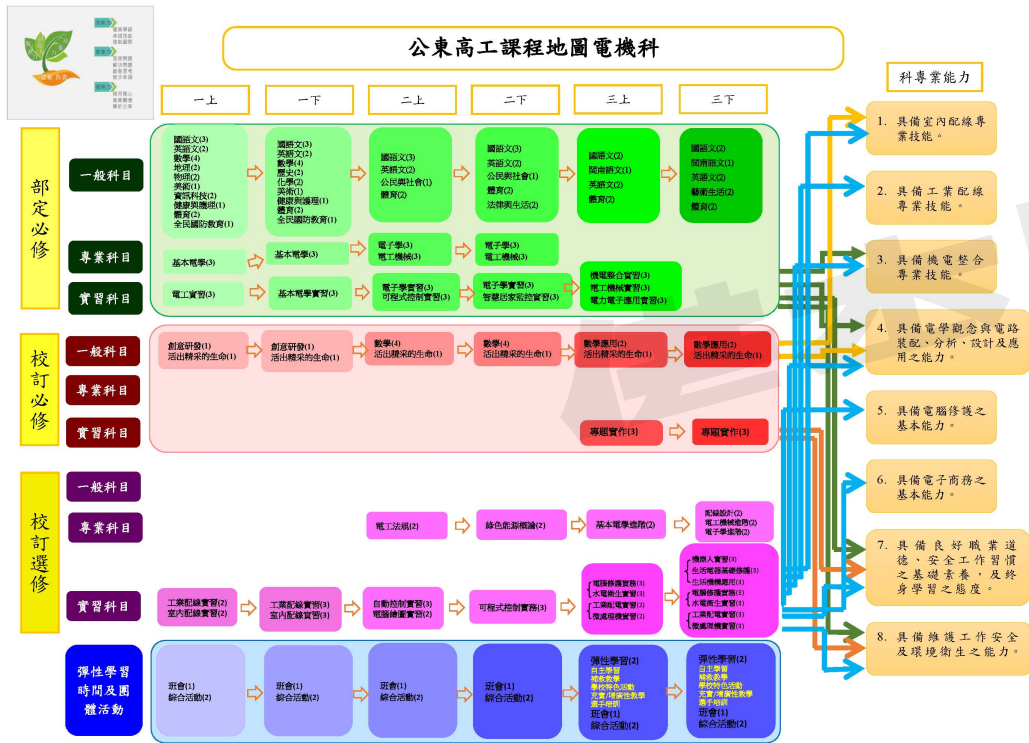 公東高工課程地圖電機科
科專業能力
一上
一下
二上
二下
三上
三下
部定必修
一般科目
國語文(3)
英語文(2)
數學(4)
地理(2)
物理(2)
美術(1)
資訊科技(2)
健康與護理(1)
體育(2)
全民國防教育(1)
國語文(3)
英語文(2)
數學(4)
歷史(2)
化學(2)
美術(1)
健康與護理(1)
體育(2)
全民國防教育(1)
國語文(3)
英語文(2)
公民與社會(1)
體育(2)
國語文(3)
英語文(2)
公民與社會(1)
體育(2)
法律與生活(2)
國語文(2)
閩南語文(1)
英語文(2)
體育(2)
國語文(2)
閩南語文(1)
英語文(2)
藝術生活(2)
體育(2)
專業科目
基本電學(3)
基本電學(3)
電子學(3)
電工機械(3)
電子學(3)
電工機械(3)
實習科目
電工實習(3)
基本電學實習(3)
電子學實習(3)
可程式控制實習(3)
電子學實習(3)
智慧居家監控實習(3)
機電整合實習(3)
電工機械實習(3)
電力電子應用實習(3)
校訂必修
一般科目
創意研發(1)
活出精采的生命(1)
創意研發(1)
活出精采的生命(1)
數學(4)
活出精采的生命(1)
數學(4)
活出精采的生命(1)
數學應用(2)
活出精采的生命(1)
數學應用(2)
活出精采的生命(1)
專業科目
實習科目
專題實作(3)
專題實作(3)
校訂選修
一般科目
專業科目
電工法規(2)
綠色能源概論(2)
基本電學進階(2)
配線設計(2)
電工機械進階(2)
電子學進階(2)
實習科目
工業配線實習(2)
室內配線實習(2)
工業配線實習(3)
室內配線實習(3)
自動控制實習(3)
電腦繪圖實習(2)
可程式控制實務(3)
電腦修護實務(3)
水電衛生實習(3)
工業配電實習(2)
微處理機實習(2)
機器人實習(3)
生活電器基礎修護(3)
生活機構應用(3)
電腦修護實務(3)
水電衛生實習(3)
工業配電實習(3)
微處理機實習(3)
彈性學習
時間及團
體活動
班會(1)
綜合活動(2)
班會(1)
綜合活動(2)
班會(1)
綜合活動(2)
班會(1)
綜合活動(2)
彈性學習(2)
自主學習
補救教學
學校特色活動
充實/增廣性教學
選手培訓
班會(1)
綜合活動(2)
彈性學習(2)
自主學習
補救教學
學校特色活動
充實/增廣性教學
選手培訓
班會(1)
綜合活動(2)
1. 具備室內配線專
業技能。
2. 具備工業配線
專業技能。
3. 具備機電整合
專業技能。
4. 具備電學觀念與電路
裝配、分析、設計及應
用之能力。
5. 具備電腦修護之
基本能力。
6. 具備電子商務之
基本能力。
7. 具備良好職業道
德、安全工作習慣
之基礎素養，及終
身學習之態度。
8. 具備維護工作安全
及環境衛生之能力。